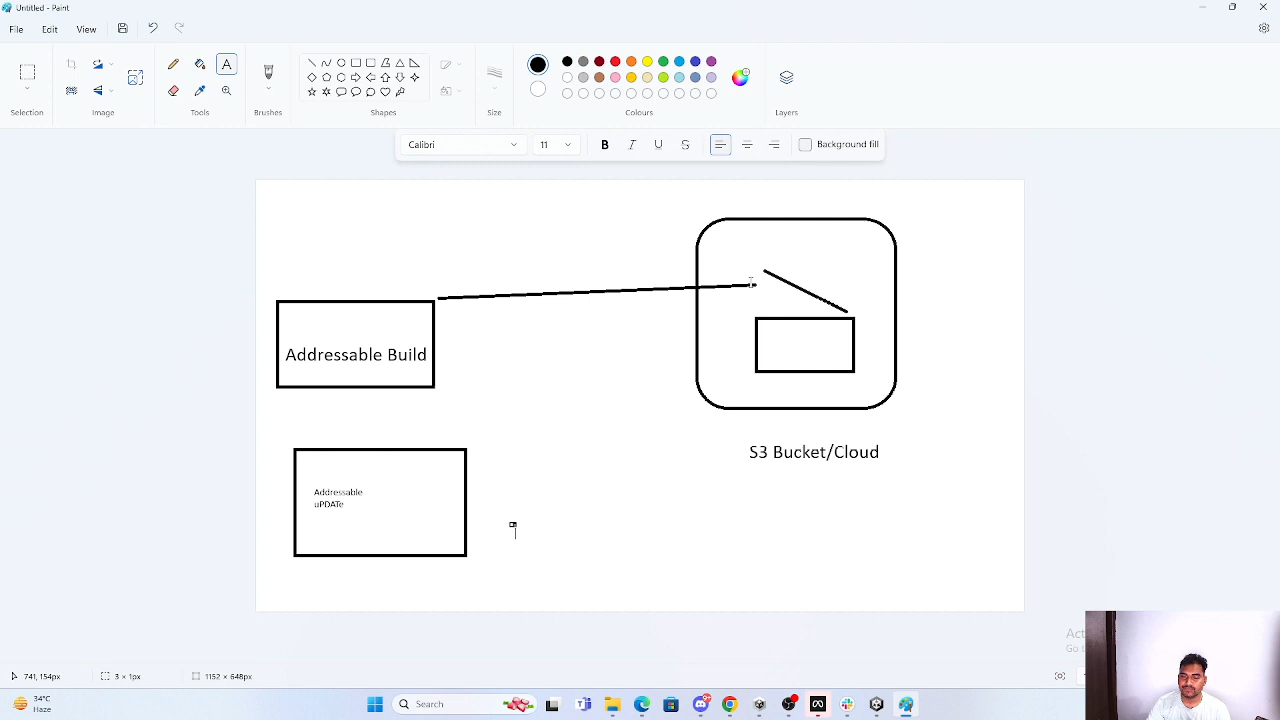 Untitled - Paint
File
Edit
View
Selection
Image
Tools
Brushes
Shapes
Size
Colours
Layers
Calibri
11
B
I
U
S
Background fill
Addressable Build
S3 Bucket/Cloud
Addressable
uPDATe
741, 154px
3 × 1px
1152 × 648px
34°C
Haze
Search